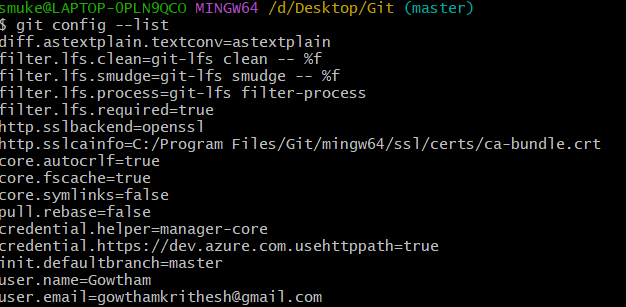 smuke@LAPTOP-OPLN9QCO MINGW64 /d/Desktop/Git (master)
$ git config --list
diff.astextplain.textconv=astextplain
filter.lfs.clean=git-lfs clean -- %f
filter.lfs.smudge=git-lfs smudge -- %f
filter.lfs.process=git-lfs filter-process
filter.lfs.required=true
http.sslbackend=openssl
http.sslcainfo=C:/Program Files/Git/mingw64/ssl/certs/ca-bundle.crt
core.autocrlf=true
core.fscache=true
core.symlinks=false
pull.rebase=false
credential.helper=manager-core
credential.https://dev.azure.com.usehttppath=true
init.defaultbranch=master
user.name=Gowtham
user.email=gowthamkrithesh@gmail.com